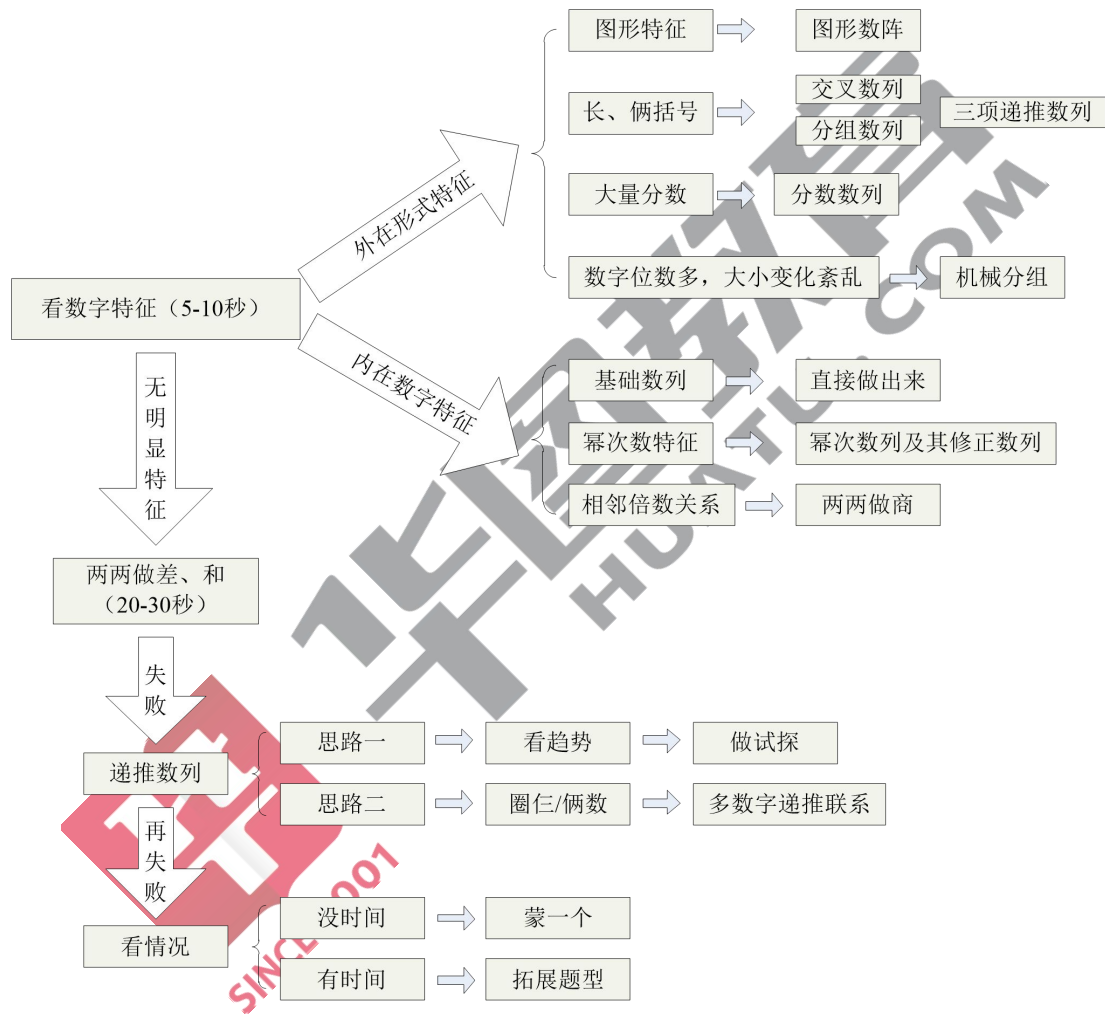 图形特征
图形数阵
长、俩括号
交叉数列
分组数列
三项递推数列
大量分数
分数数列
数字位数多，大小变化紊乱
机械分组
外在形式特征
看数字特征（5-10秒）
内在数字特征
基础数列
直接做出来
幂次数特征
幂次数列及其修正数列
相邻倍数关系
两两做商
无明显特征
两两做差、和
（20-30秒）
失败
递推数列
思路一
看趋势
做试探
思路二
圈仨/俩数
多数字递推联系
再失败
看情况
没时间
蒙一个
有时间
拓展题型
华图教育
HUATU.COM